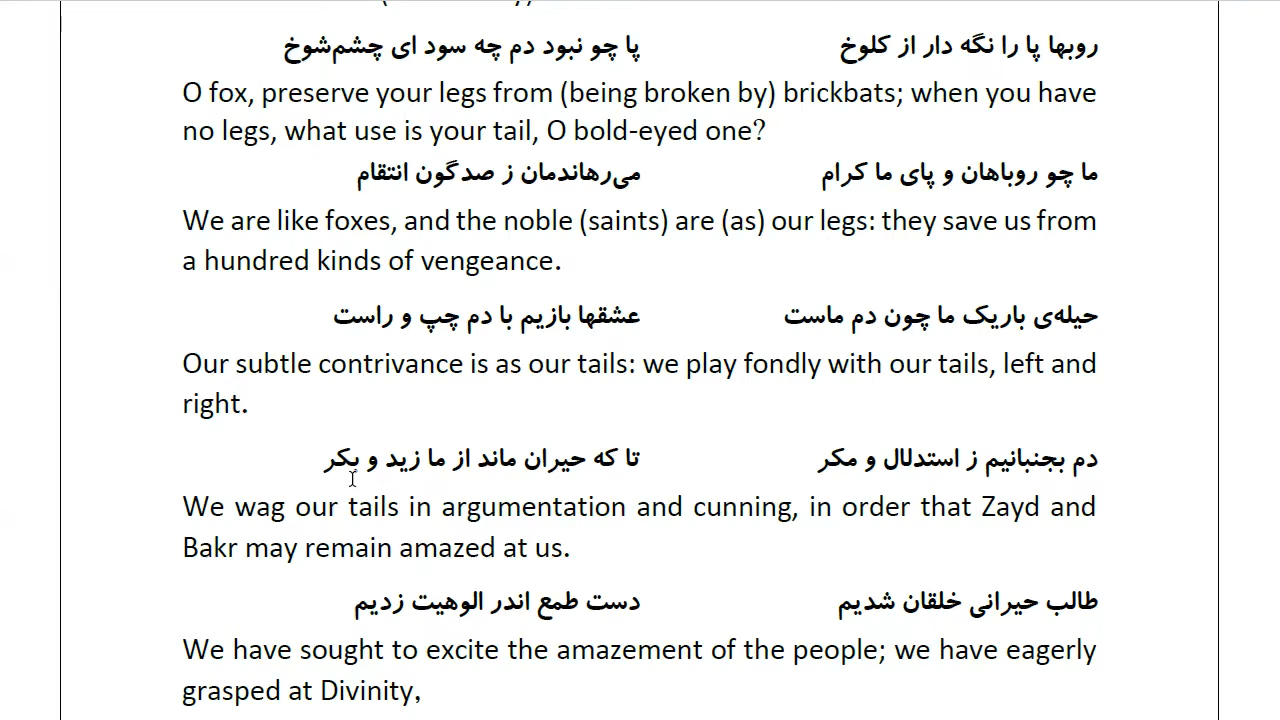 روبها پا را نگه دار از کلوخ پا چو نبود دم چه سود ای چشم‌شوخ
O fox, preserve your legs from (being broken by) brickbats; when you have
no legs, what use is your tail, O bold-eyed one?
ما چو روباهان و پای ما کرام می‌رهاندمان ز صدگون انتقام
We are like foxes, and the noble (saints) are (as) our legs: they save us from
a hundred kinds of vengeance.
حیله‌ی باریک ما چون دم ماست عشقها بازیم با دم چپ و راست
Our subtle contrivance is as our tails: we play fondly with our tails, left and
right.
دم بجنبانیم ز استدلال و مکر تا که حیران ماند از ما زید و بکر
We wag our tails in argumentation and cunning, in order that Zayd and
Bakr may remain amazed at us.
طالب حیرانی خلقان شدیم دست طمع اندر الوهیت زدیم
We have sought to excite the amazement of the people; we have eagerly
grasped at Divinity,